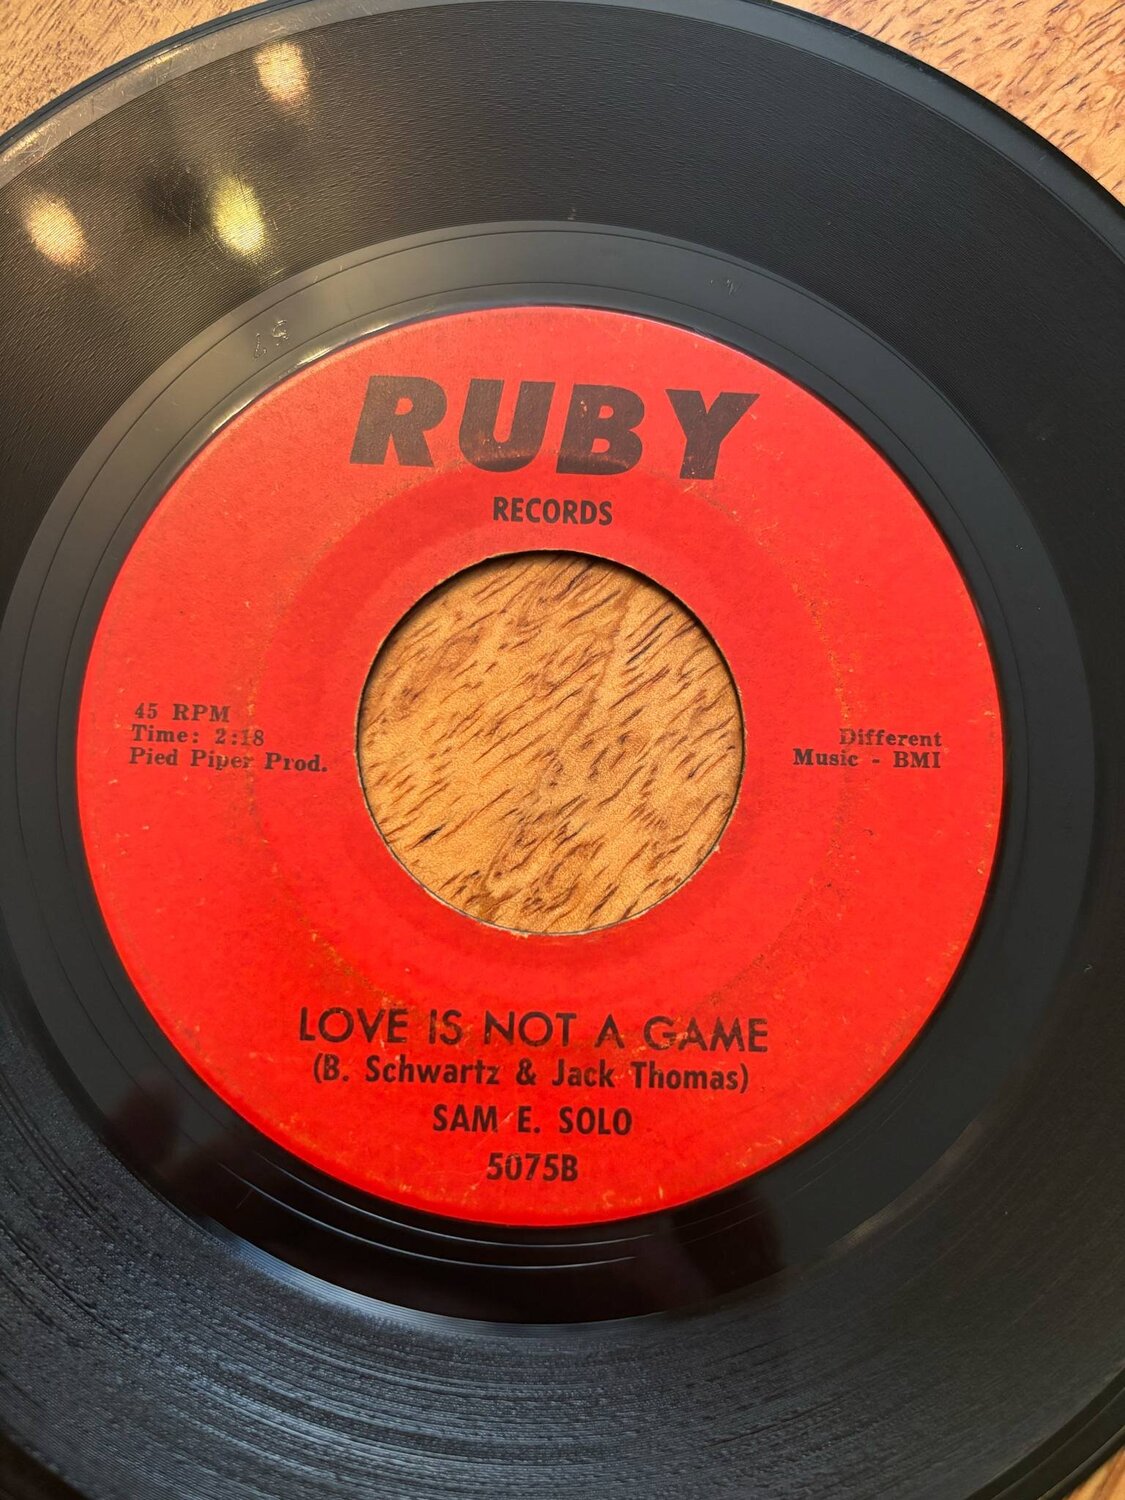 RUBY
RECORDS
45 RPM
Time: 2:18
Pied Piper Prod.
Different
Music - BMI
LOVE IS NOT A GAME
(B. Schwartz & Jack Thomas)
SAM E. SOLO
5075B